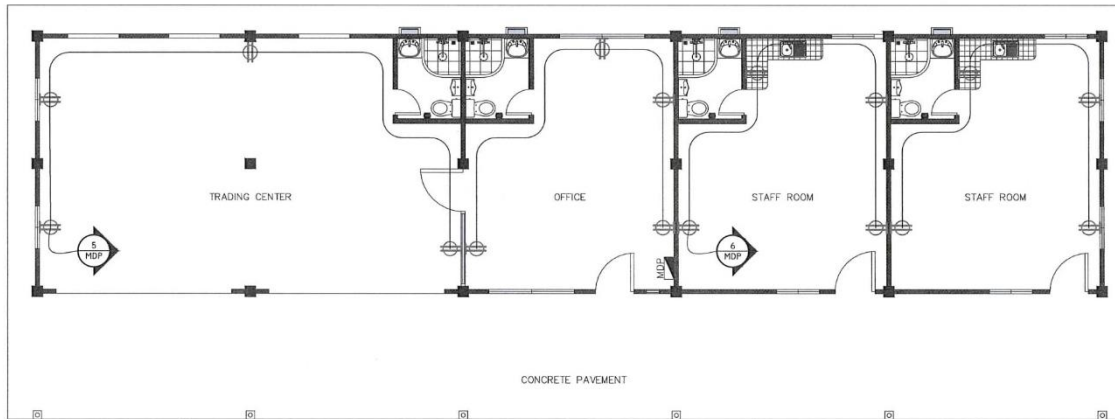 TRADING CENTER
OFFICE
STAFF ROOM
STAFF ROOM
5
MDP
MDP
6
MDP
CONCRETE PAVEMENT